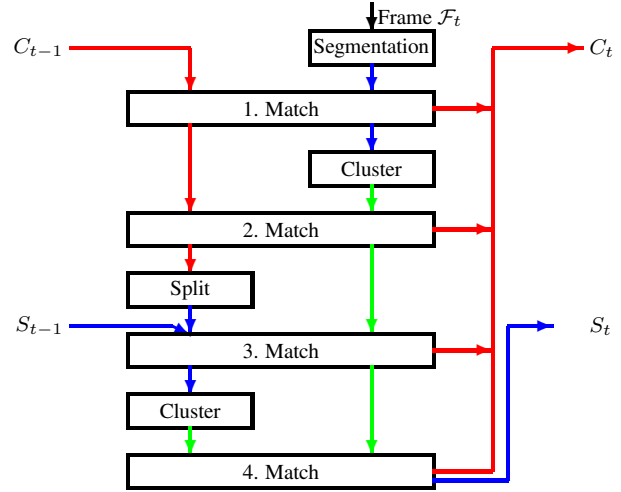 Frame $\mathcal{F}_t$
$C_{t-1}$
Segmentation
$C_t$
1. Match
Cluster
2. Match
Split
$S_{t-1}$
$S_t$
3. Match
Cluster
4. Match